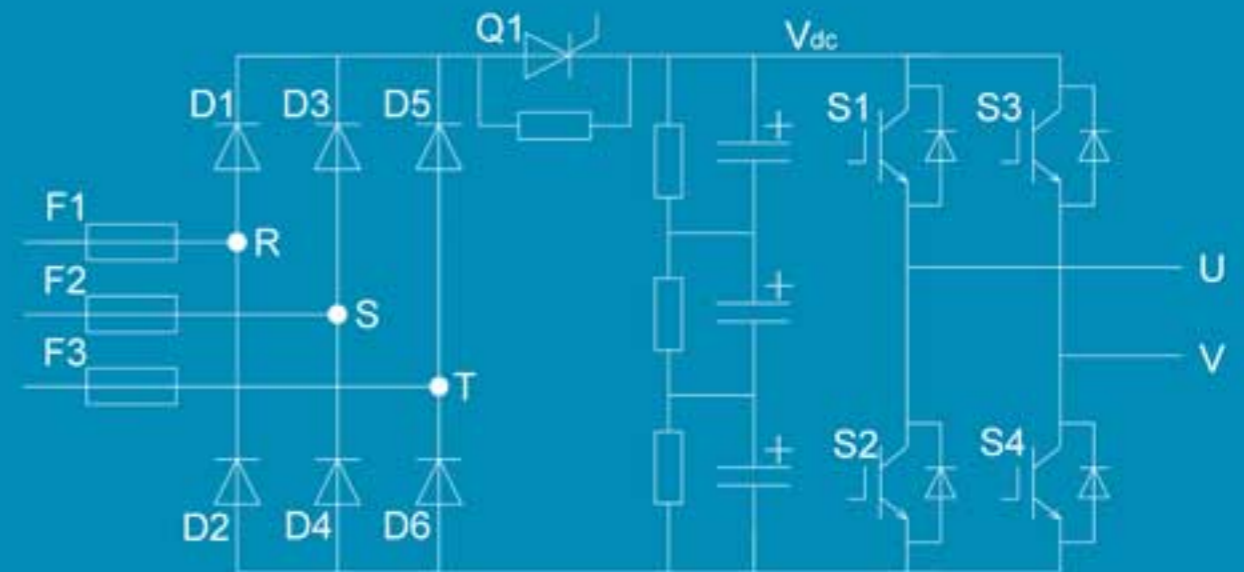 Q1
Vdc
D1 D3 D5
S1 S3
F1
R
F2
U
S
F3
V
T
S2 S4
D2 D4 D6
+
+
+